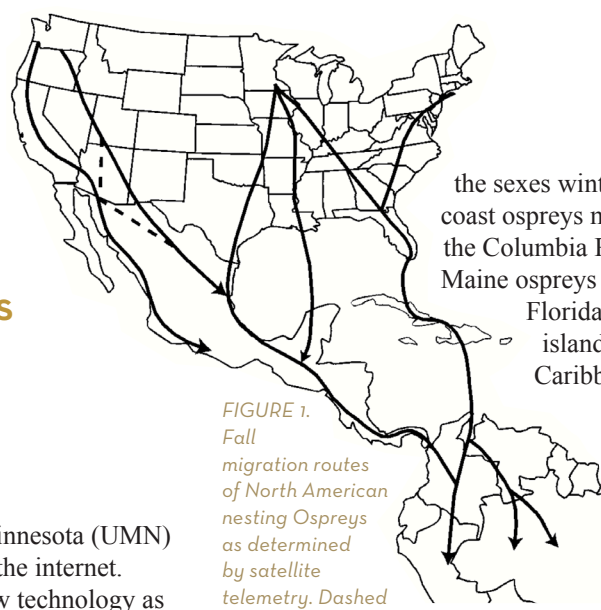 the sexes wint
coast ospreys
the Columbia
Maine ospreys
Florida
island
Caribb
s
FIGURE 1.
Fall
migration routes
of North American
nesting Ospreys
as determined
by satellite
telemetry. Dashed
innesota (UMN)
the internet.
technology as